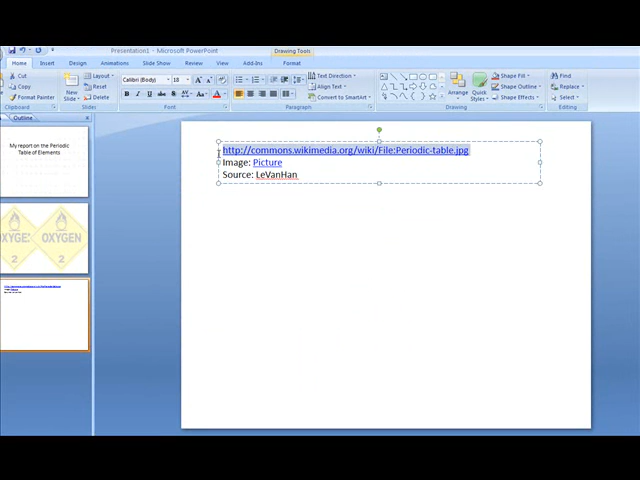 Presentation1 - Microsoft PowerPoint
Drawing Tools
Home Insert Design Animations Slide Show Review View Add-Ins Format
Cut
Copy
Format Painter
Clipboard
New Slide
Layout
Reset
Delete
Slides
Calibri (Body) 18
Font
Text Direction
Align Text
Convert to SmartArt
Paragraph
Arrange
Quick Styles
Shape Fill
Shape Outline
Shape Effects
Drawing
Find
Replace
Select
Editing
Outline
My report on the Periodic
Table of Elements
OXYGEN
2
OXYGEN
2
http://commons.wikimedia.org/wiki/File:Periodic-table.jpg
Image: Picture
Source: LeVanHan